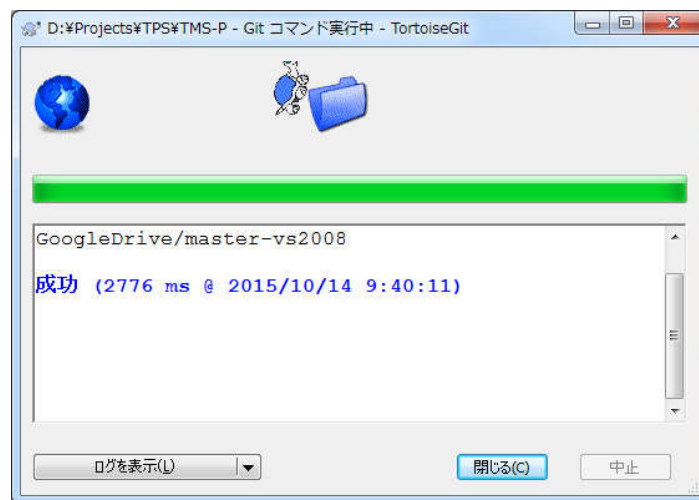 D:¥Projects¥TPS¥TMS-P - Git コマンド実行中 - TortoiseGit
GoogleDrive/master-vs2008
成功 (2776 ms @ 2015/10/14 9:40:11)
ログを表示(L)
閉じる(C)
中止